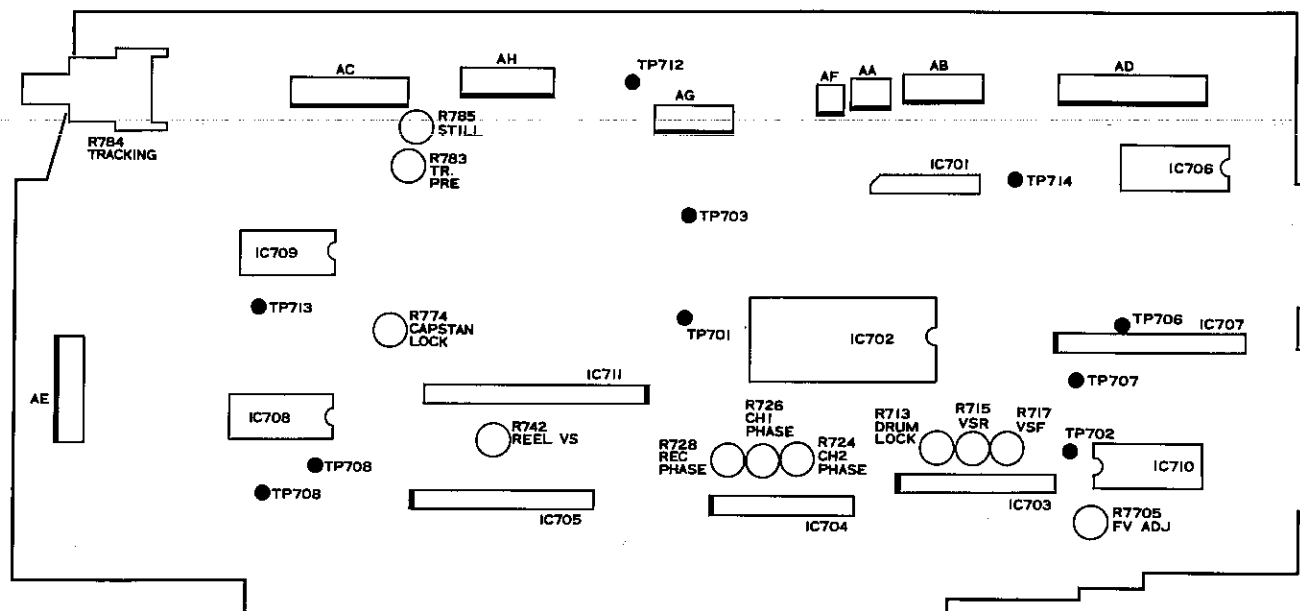 AC
AH
TP712
AG
AF
AA
AB
AD
R784
TRACKING
R785
STILL
R783
TR.
PRE
IC701
TP714
IC706
TP703
IC709
TP713
R774
CAPSTAN
LOCK
TP701
IC702
TP706
IC707
TP707
AE
IC711
IC708
R742
REEL VS
R728
REC
PHASE
R726
CH1
PHASE
R724
CH2
PHASE
R713
DRUM
LOCK
R715
VSR
R717
VSF
TP702
IC710
TP708
TP708
IC705
IC704
IC703
R7705
FV ADJ